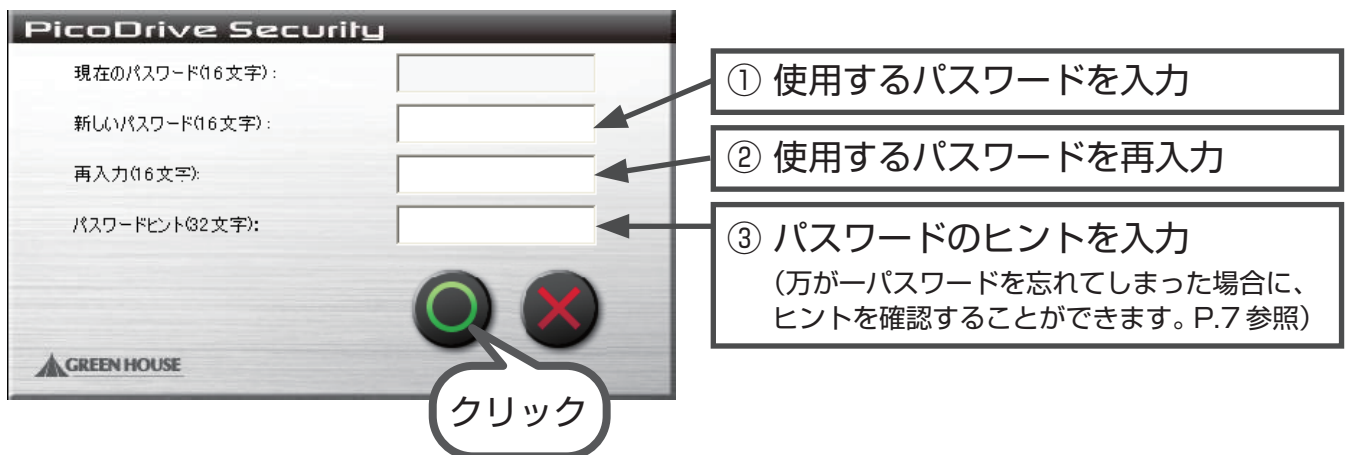 PicoDrive Security
現在のパスワード(16文字):
新しいパスワード(16文字):
再入力(16文字):
パスワードヒント(32文字):
① 使用するパスワードを入力
② 使用するパスワードを再入力
③ パスワードのヒントを入力
（万が一パスワードを忘れてしまった場合に、
ヒントを確認することができます。P.7 参照）
GREEN HOUSE
クリック